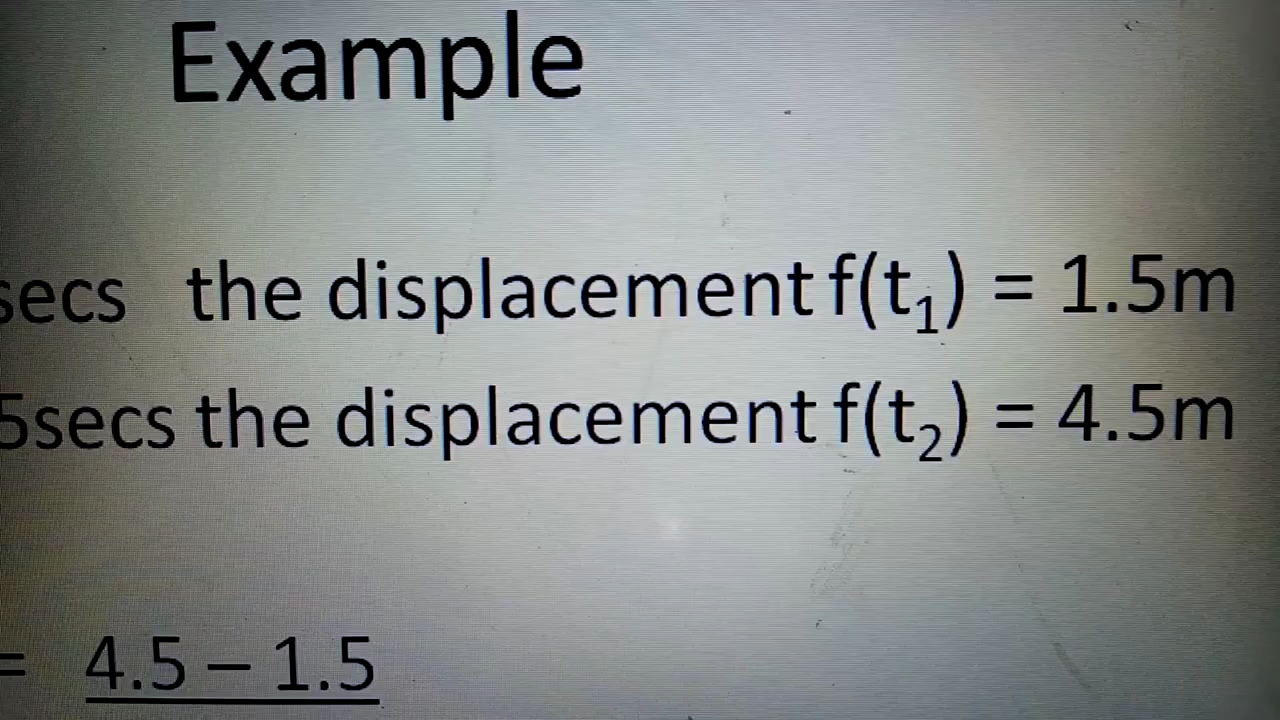 Example
secs the displacement f(t₁) = 1.5m
5secs the displacement f(t₂) = 4.5m
= 4.5 – 1.5